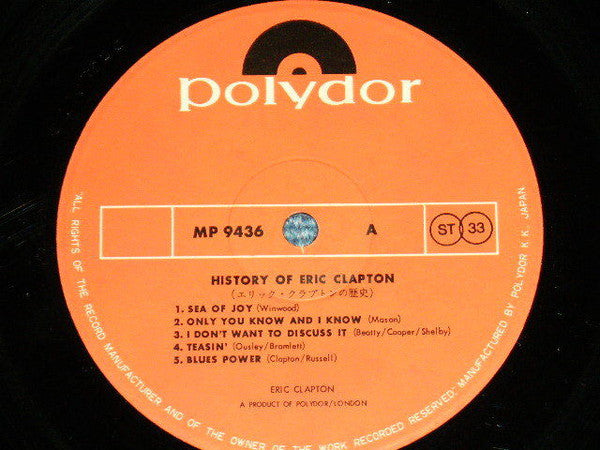 polydor
MP 9436 A ST 33
HISTORY OF ERIC CLAPTON
(エリック・クラプトンの歴史)
1. SEA OF JOY (Winwood)
2. ONLY YOU KNOW AND I KNOW (Mason)
3. I DON'T WANT TO DISCUSS IT (Beatty/Cooper/Shelby)
4. TEASIN' (Ousley/Bramlett)
5. BLUES POWER (Clapton/Russell)
ERIC CLAPTON
A PRODUCT OF POLYDOR/LONDON
"ALL RIGHTS OF THE RECORD MANUFACTURER AND OF THE OWNER OF THE WORK RECORDED RESERVED. MANUFACTURED BY POLYDOR K.K. JAPAN